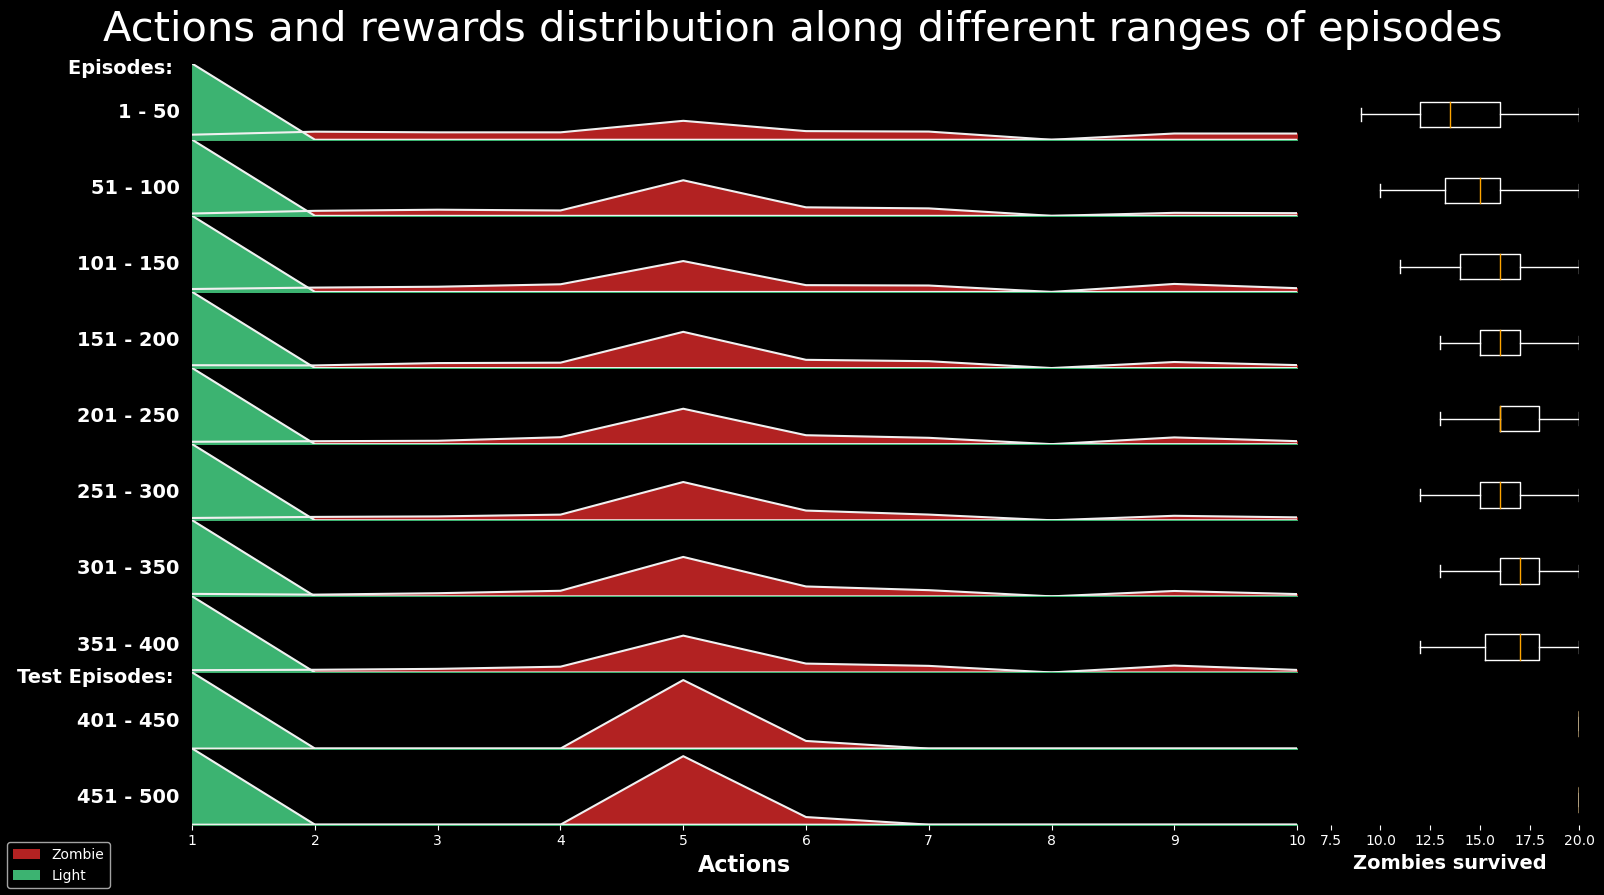 Actions and rewards distribution along different ranges of episodes
Episodes:
1 - 50
51 - 100
101 - 150
151 - 200
201 - 250
251 - 300
301 - 350
351 - 400
Test Episodes:
401 - 450
451 - 500
1 2 3 4 5 6 7 8 9 10
7.5 10.0 12.5 15.0 17.5 20.0
Actions
Zombies survived
Zombie
Light